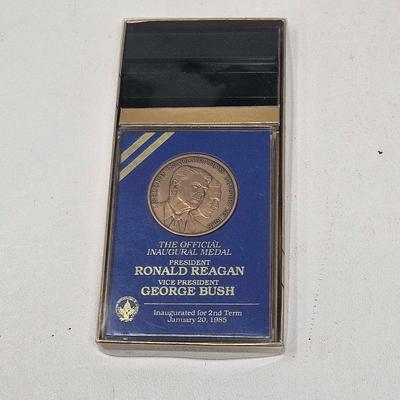 THE OFFICIAL
INAUGURAL MEDAL
PRESIDENT
RONALD REAGAN
VICE PRESIDENT
GEORGE BUSH
Inaugurated for 2nd Term
January 20, 1985